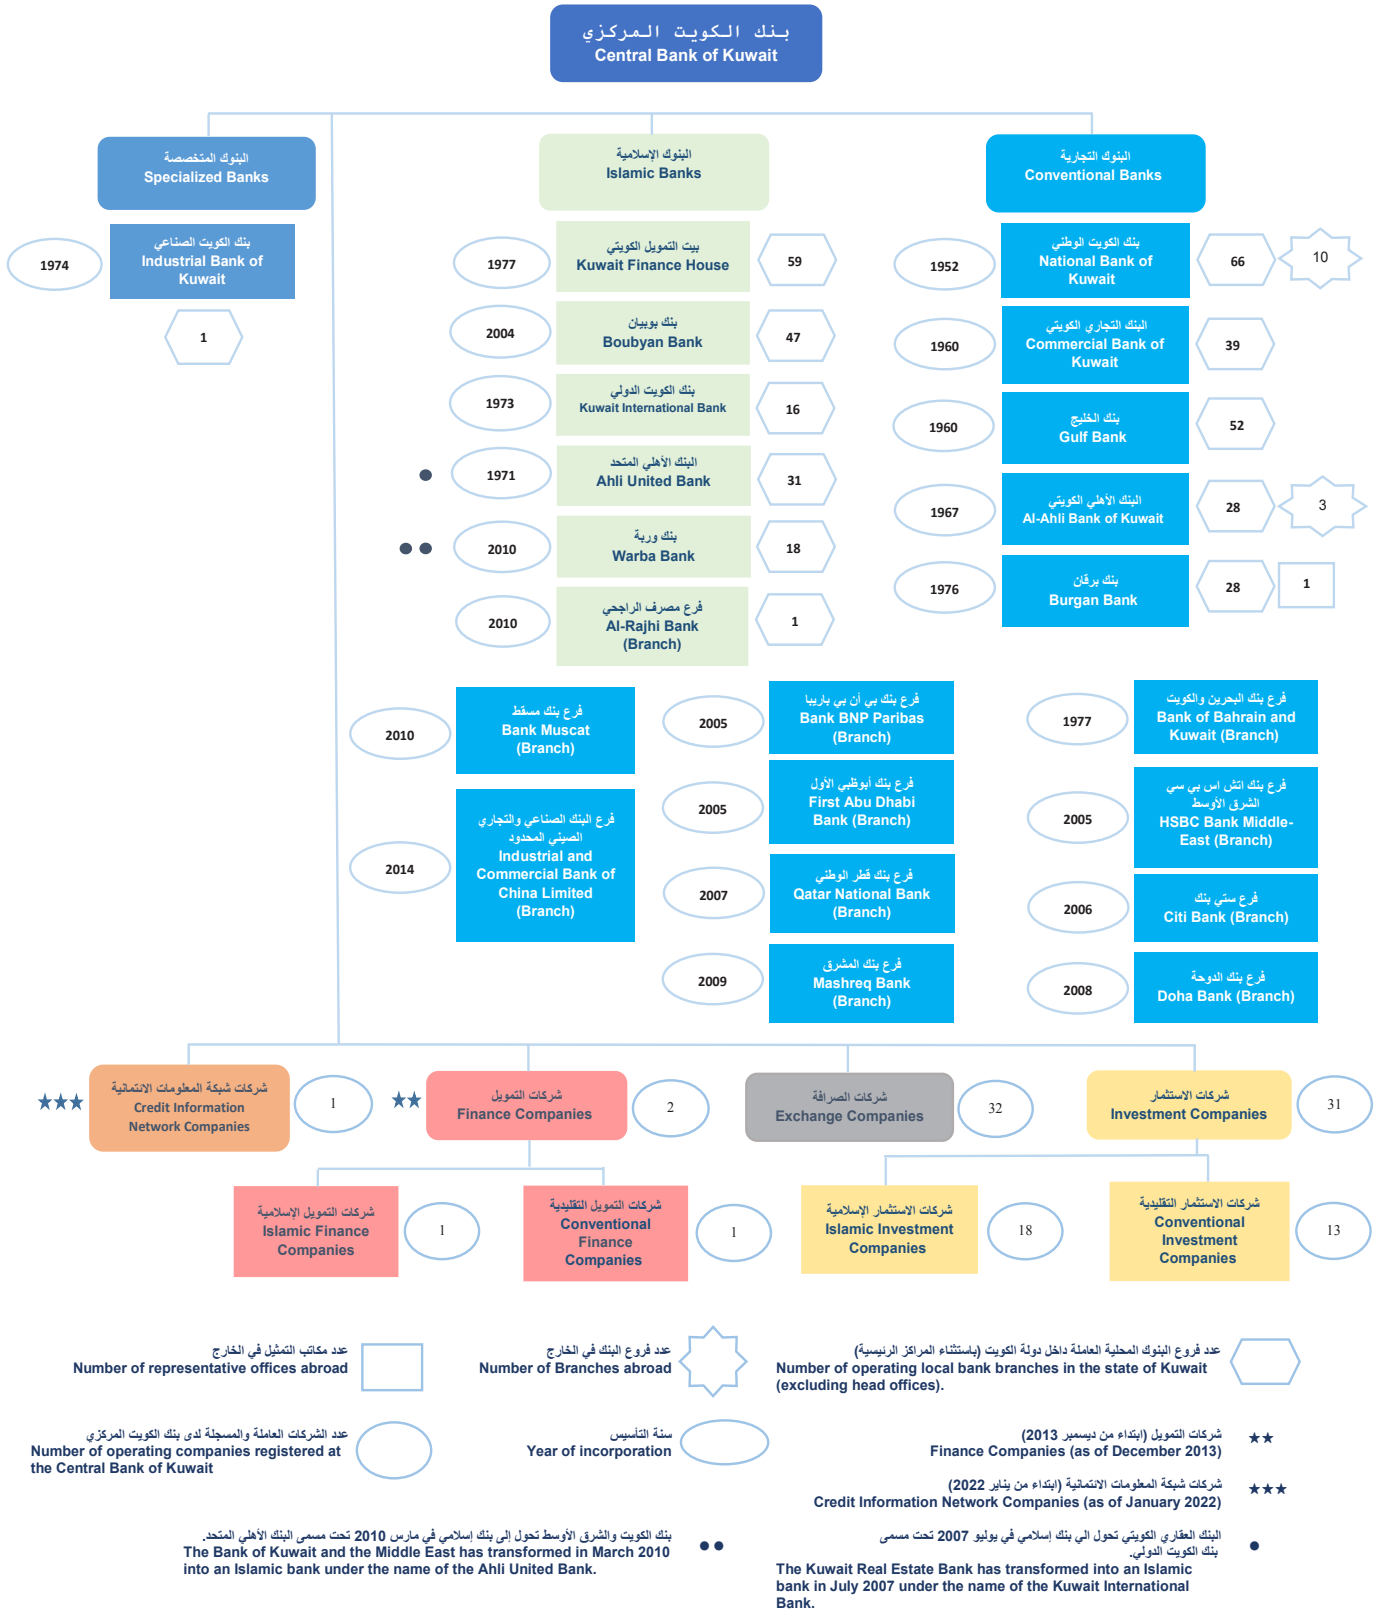 بنك الكويت المركزي
Central Bank of Kuwait
البنوك المتخصصة
Specialized Banks
البنوك الإسلامية
Islamic Banks
البنوك التجارية
Conventional Banks
1974
بنك الكويت الصناعي
Industrial Bank of
Kuwait
1
1977
بيت التمويل الكويتي
Kuwait Finance House
59
2004
بنك بوبيان
Boubyan Bank
47
1973
بنك الكويت الدولي
Kuwait International Bank
16
1971
البنك الأهلي المتحد
Ahli United Bank
31
2010
بنك وربة
Warba Bank
18
2010
فرع مصرف الراجحي
Al-Rajhi Bank
(Branch)
1
1952
بنك الكويت الوطني
National Bank of
Kuwait
66
10
1960
البنك التجاري الكويتي
Commercial Bank of
Kuwait
39
1960
بنك الخليج
Gulf Bank
52
1967
البنك الأهلي الكويتي
Al-Ahli Bank of Kuwait
28
3
1976
بنك برقان
Burgan Bank
28
1
2010
فرع بنك مسقط
Bank Muscat
(Branch)
2014
فرع البنك الصناعي والتجاري
الصيني المحدود
Industrial and
Commercial Bank of
China Limited
(Branch)
2005
فرع بنك بي أن بي باريبا
Bank BNP Paribas
(Branch)
2005
فرع بنك أبوظبي الأول
First Abu Dhabi
Bank (Branch)
2007
فرع بنك قطر الوطني
Qatar National Bank
(Branch)
2009
فرع بنك المشرق
Mashreq Bank
(Branch)
1977
فرع بنك البحرين والكويت
Bank of Bahrain and
Kuwait (Branch)
2005
فرع بنك اتش اس بي سي
الشرق الأوسط
HSBC Bank Middle-
East (Branch)
2006
فرع ستي بنك
Citi Bank (Branch)
2008
فرع بنك الدوحة
Doha Bank (Branch)
★★★
شركات شبكة المعلومات الائتمانية
Credit Information
Network Companies
1
★★
شركات التمويل
Finance Companies
2
شركات الصرافة
Exchange Companies
32
شركات الاستثمار
Investment Companies
31
شركات التمويل الإسلامية
Islamic Finance
Companies
1
شركات التمويل التقليدية
Conventional
Finance
Companies
1
شركات الاستثمار الإسلامية
Islamic Investment
Companies
18
شركات الاستثمار التقليدية
Conventional
Investment
Companies
13
عدد مكاتب التمثيل في الخارج
Number of representative offices abroad
عدد فروع البنك في الخارج
Number of Branches abroad
عدد فروع البنوك المحلية العاملة داخل دولة الكويت (باستثناء المراكز الرئيسية)
Number of operating local bank branches in the state of Kuwait
(excluding head offices).
عدد الشركات العاملة والمسجلة لدى بنك الكويت المركزي
Number of operating companies registered at
the Central Bank of Kuwait
سنة التأسيس
Year of incorporation
شركات التمويل (ابتداء من ديسمبر 2013)
Finance Companies (as of December 2013)
★★
شركات شبكة المعلومات الائتمانية (ابتداء من يناير 2022)
Credit Information Network Companies (as of January 2022)
★★★
بنك الكويت والشرق الأوسط تحول إلى بنك إسلامي في مارس 2010 تحت مسمى البنك الأهلي المتحد.
The Bank of Kuwait and the Middle East has transformed in March 2010
into an Islamic bank under the name of the Ahli United Bank.
البنك العقاري الكويتي تحول الي بنك إسلامي في يوليو 2007 تحت مسمى
بنك الكويت الدولي.
The Kuwait Real Estate Bank has transformed into an Islamic
bank in July 2007 under the name of the Kuwait International
Bank.